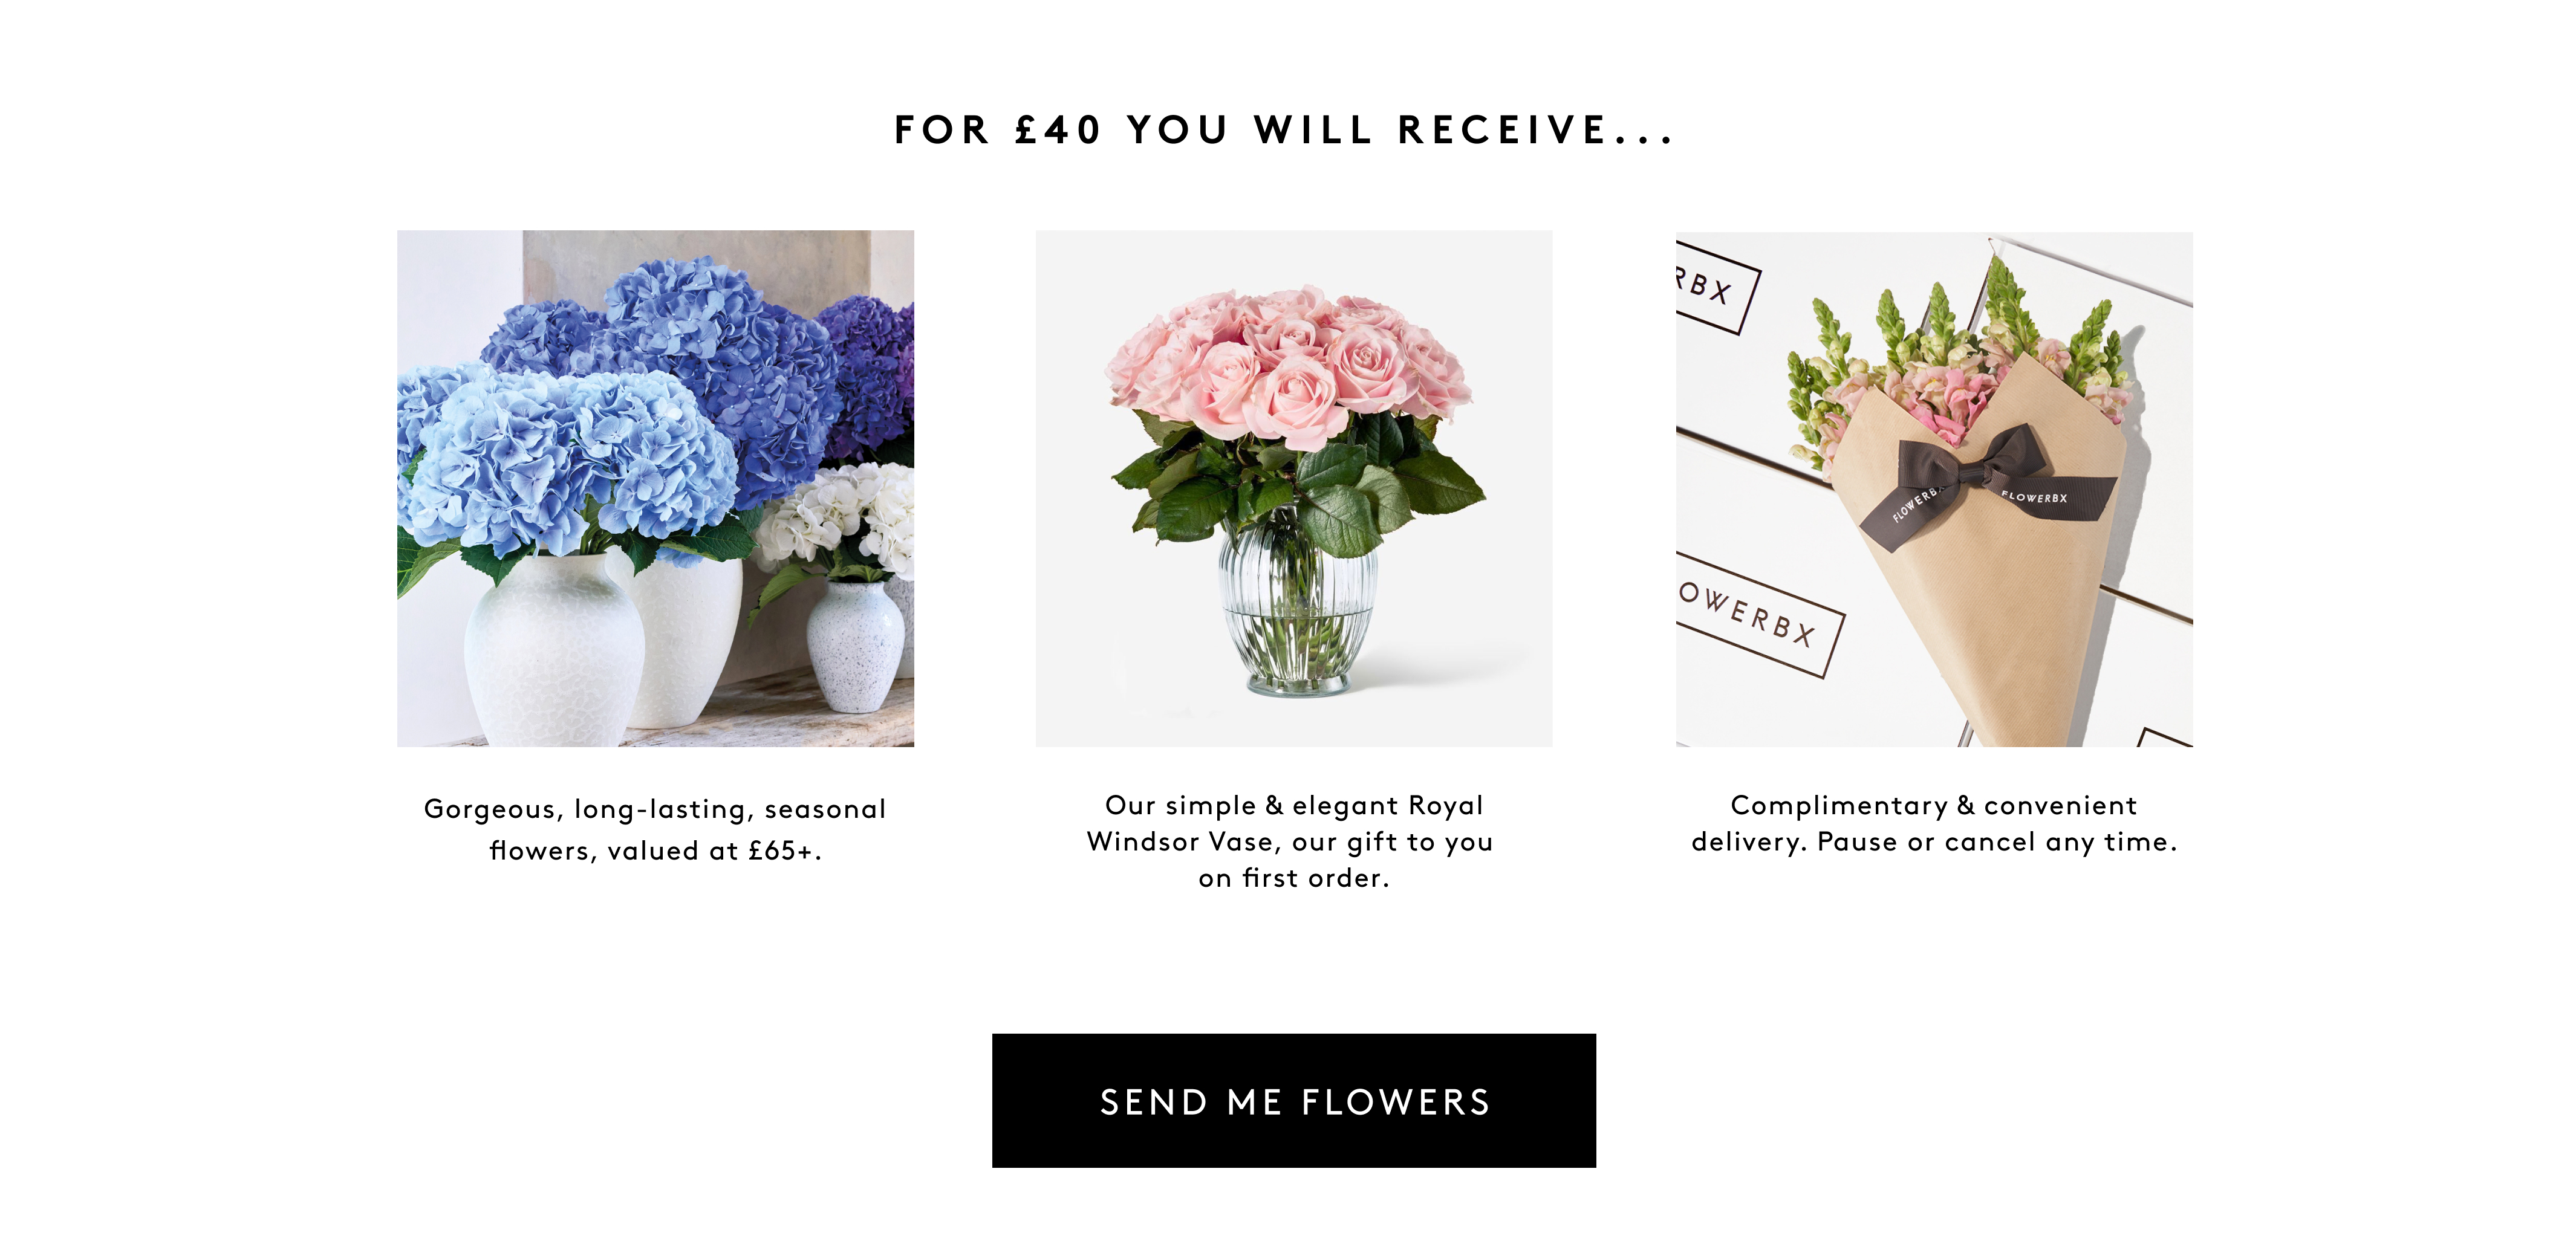 FOR £40 YOU WILL RECEIVE...
RBX
OWERBX
FLOWERB
FLOWERBX
Gorgeous, long-lasting, seasonal
flowers, valued at £65+.
Our simple & elegant Royal
Windsor Vase, our gift to you
on first order.
Complimentary & convenient
delivery. Pause or cancel any time.
SEND ME FLOWERS